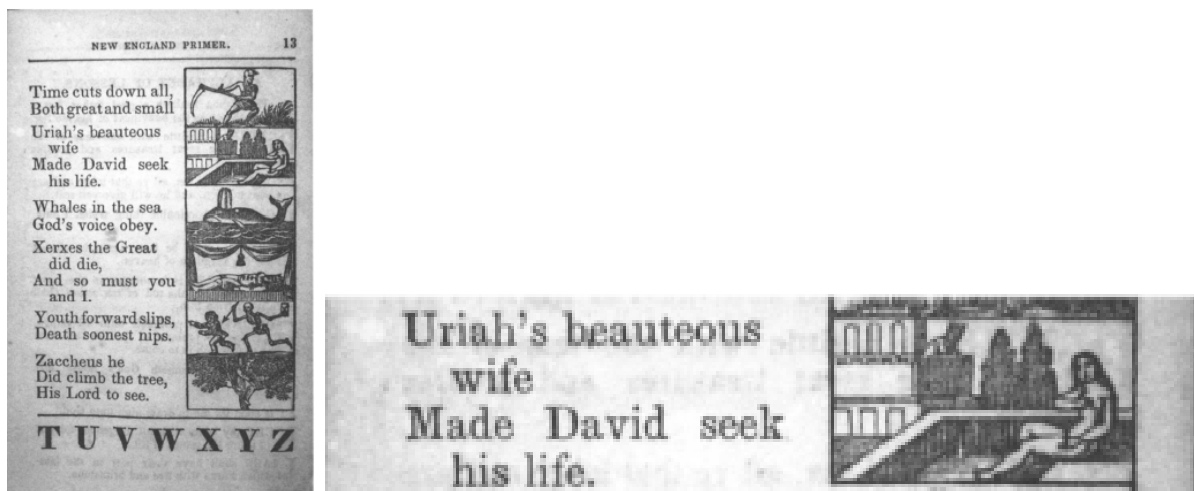 NEW ENGLAND PRIMER. 13
Time cuts down all,
Both great and small
Uriah's beauteous
wife
Made David seek
his life.
Whales in the sea
God's voice obey.
Xerxes the Great
did die,
And so must you
and I.
Youth forward slips,
Death soonest nips.
Zaccheus he
Did climb the tree,
His Lord to see.
T U V W X Y Z
Uriah's beauteous
wife
Made David seek
his life.